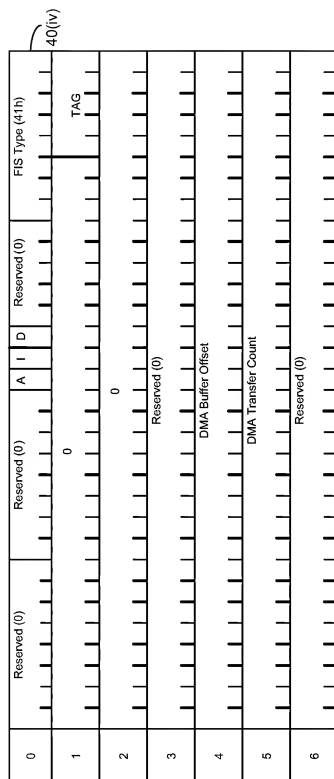 40(iv)
0 Reserved (0) Reserved (0) A I D Reserved (0) FIS Type (41h)
1 0 TAG
2 0
3 Reserved (0)
4 DMA Buffer Offset
5 DMA Transfer Count
6 Reserved (0)